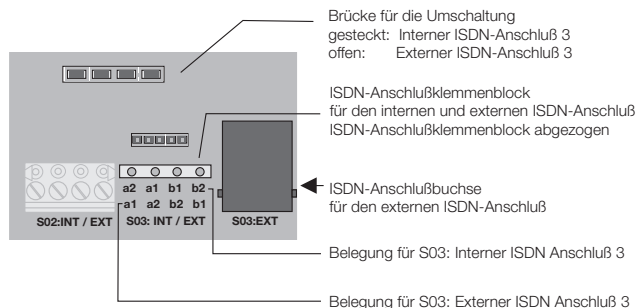 Brücke für die Umschaltung
gesteckt: Interner ISDN-Anschluß 3
offen: Externer ISDN-Anschluß 3
ISDN-Anschlußklemmenblock
für den internen und externen ISDN-Anschluß
ISDN-Anschlußklemmenblock abgezogen
a2 a1 b1 b2
a1 a2 b2 b1
S02:INT / EXT S03: INT / EXT S03:EXT
ISDN-Anschlußbuchse
für den externen ISDN-Anschluß
Belegung für S03: Interner ISDN Anschluß 3
Belegung für S03: Externer ISDN Anschluß 3